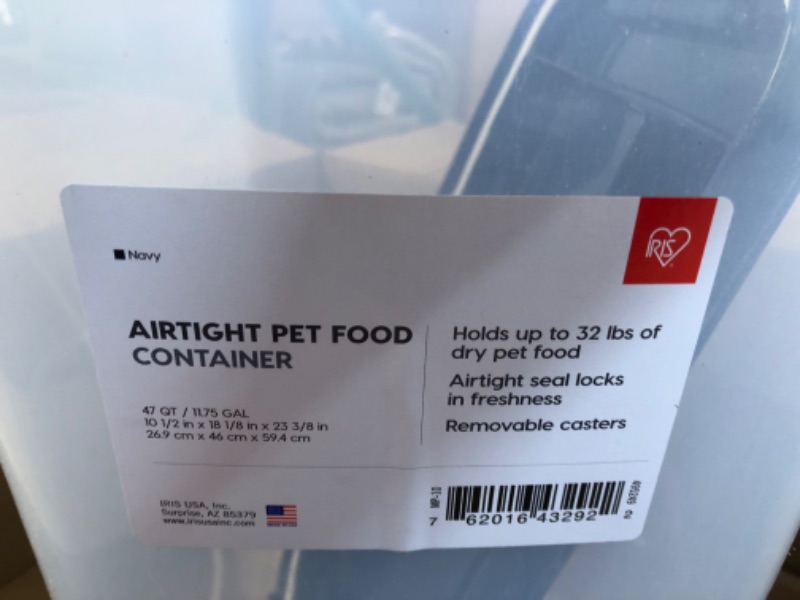 Navy
IRIS
AIRTIGHT PET FOOD
CONTAINER
47 QT / 11.75 GAL
10 1/2 in x 18 1/8 in x 23 3/8 in
26.9 cm x 46 cm x 59.4 cm
Holds up to 32 lbs of
dry pet food
Airtight seal locks
in freshness
Removable casters
IRIS USA, Inc.
Surprise, AZ 85379
www.irisusainc.com
MP-10
7 62016 43292 2